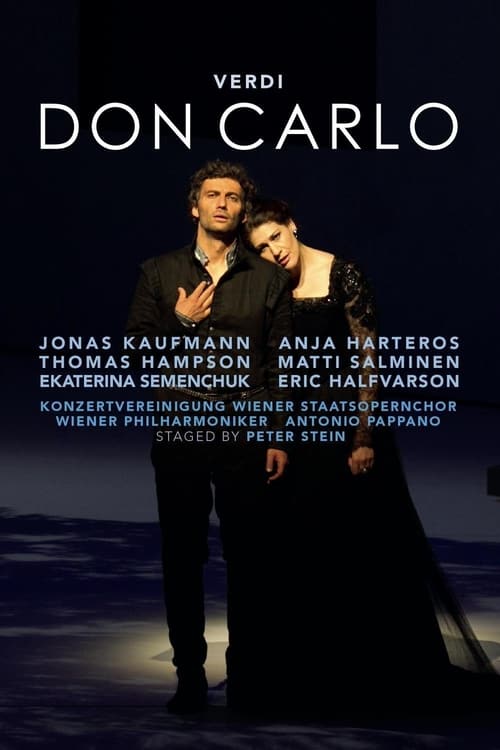 VERDI
DON CARLO
JONAS KAUFMANN ANJA HARTEROS
THOMAS HAMPSON MATTI SALMINEN
EKATERINA SEMENCHUK ERIC HALFVARSON
KONZERTVEREINIGUNG WIENER STAATSOPERNCHOR
WIENER PHILHARMONIKER ANTONIO PAPPANO
STAGED BY PETER STEIN